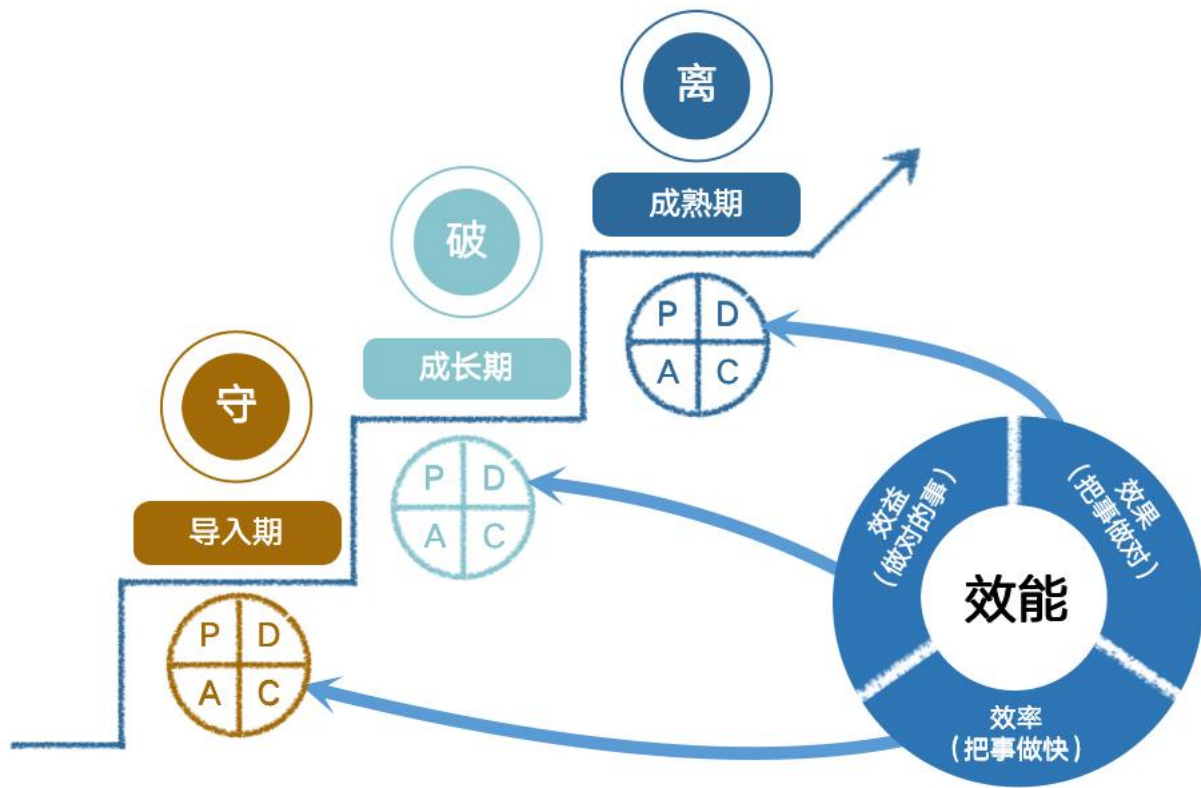 离
成熟期
P D
A C
破
成长期
P D
A C
守
导入期
P D
A C
效益
（做对的事）
效果
（把事做对）
效能
效率
（把事做快）